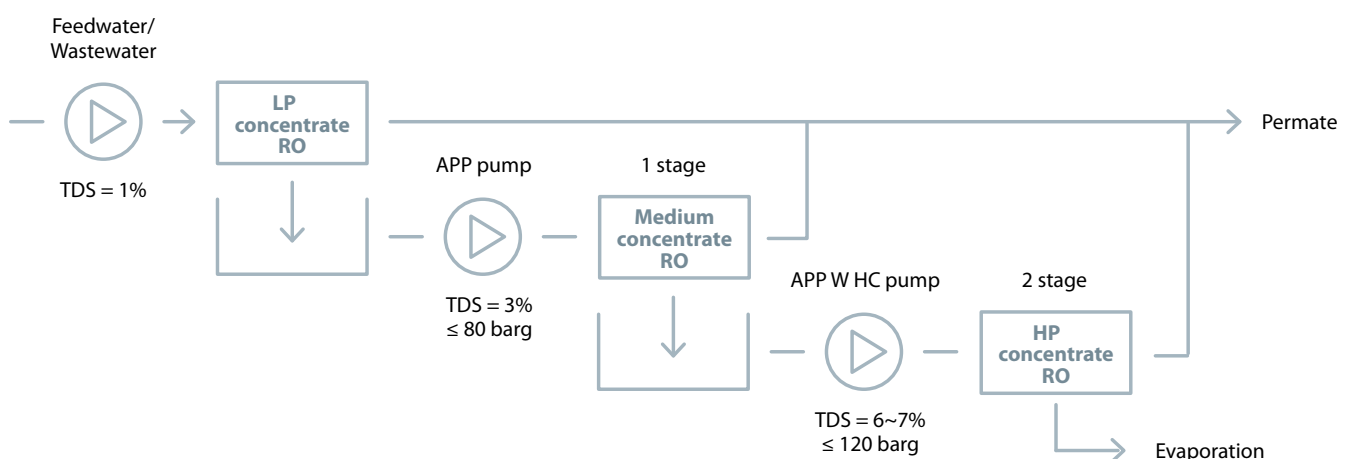 Feedwater/
Wastewater
LP
concentrate
RO
Permate
TDS = 1%
APP pump
1 stage
Medium
concentrate
RO
TDS = 3%
≤ 80 barg
APP W HC pump
2 stage
HP
concentrate
RO
TDS = 6~7%
≤ 120 barg
Evaporation